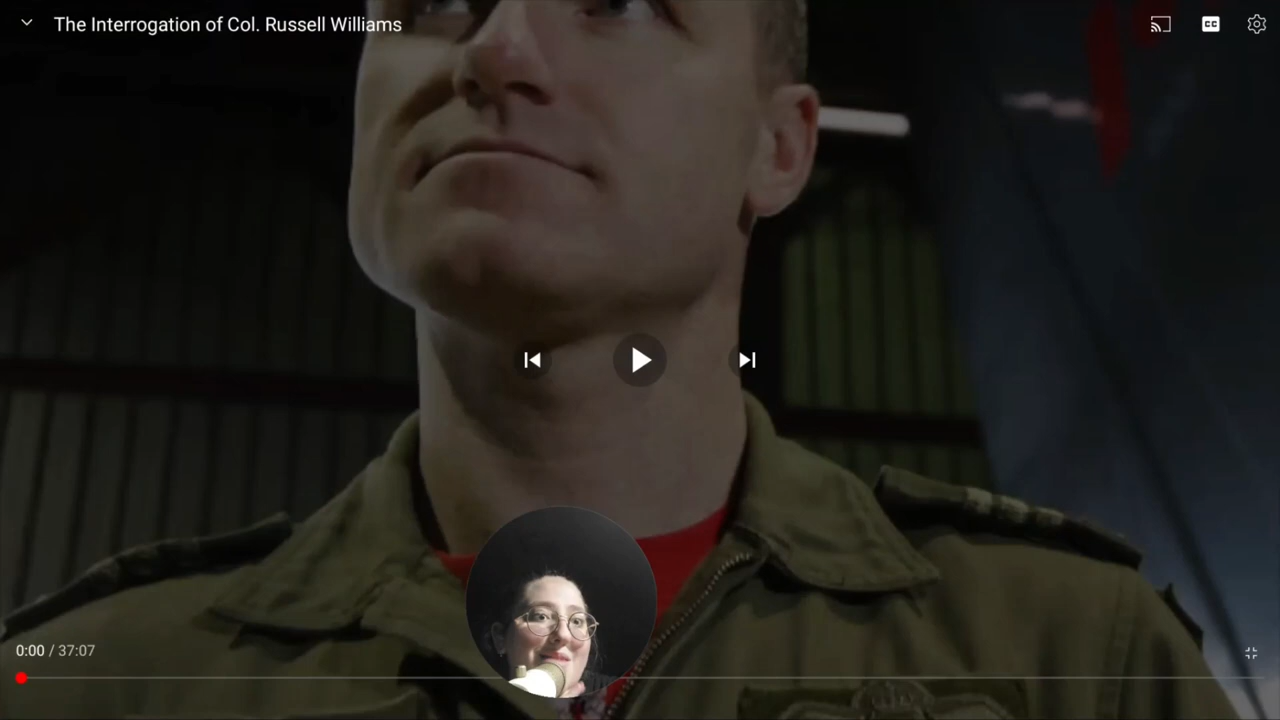 The Interrogation of Col. Russell Williams
CC
0:00 / 37:07